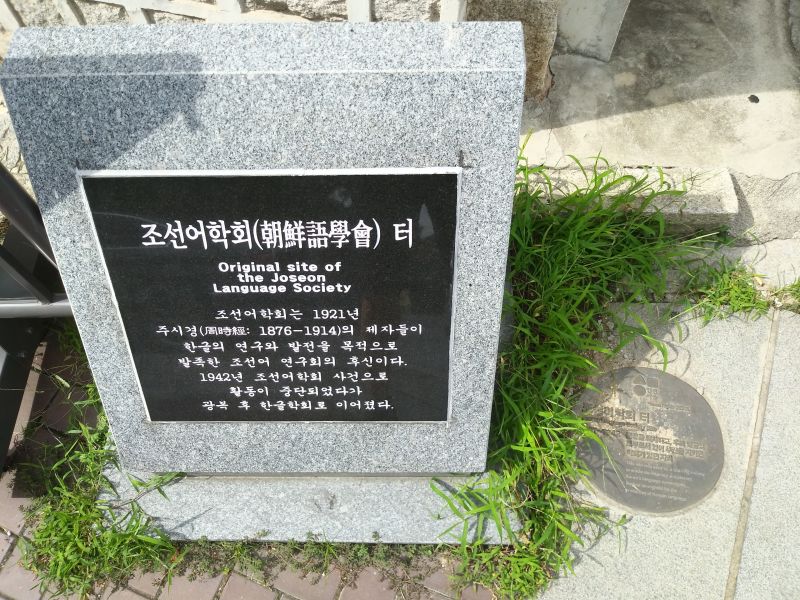 조선어학회(朝鮮語學會) 터
Original site of
the Joseon
Language Society
조선어학회는 1921년
주시경(周時經: 1876-1914)의 제자들이
한글의 연구와 발전을 목적으로
발족한 조선어 연구회의 후신이다.
1942년 조선어학회 사건으로
활동이 중단되었다가
광복 후 한글학회로 이어졌다.
어학회 터